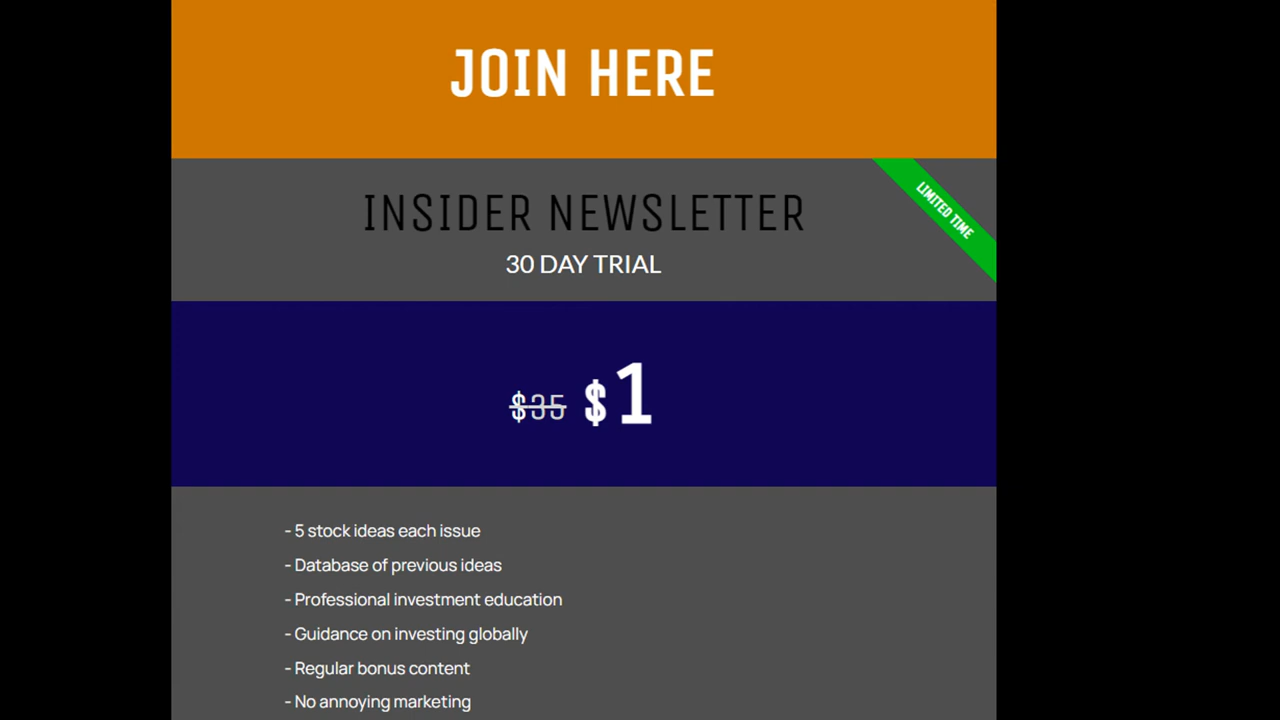 JOIN HERE
LIMITED TIME
INSIDER NEWSLETTER
30 DAY TRIAL
$35 $1
- 5 stock ideas each issue
- Database of previous ideas
- Professional investment education
- Guidance on investing globally
- Regular bonus content
- No annoying marketing